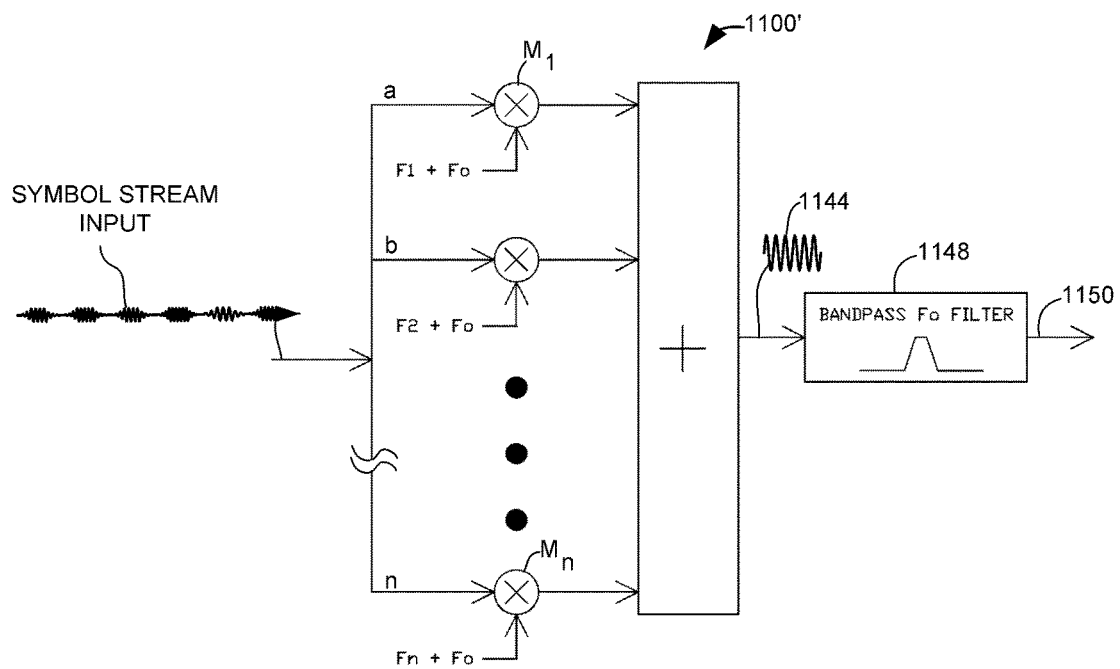 1100'
M1
a
F1 + Fo
SYMBOL STREAM
INPUT
b
F2 + Fo
+
1144
1148
BANDPASS Fo FILTER
1150
n
Mn
Fn + Fo